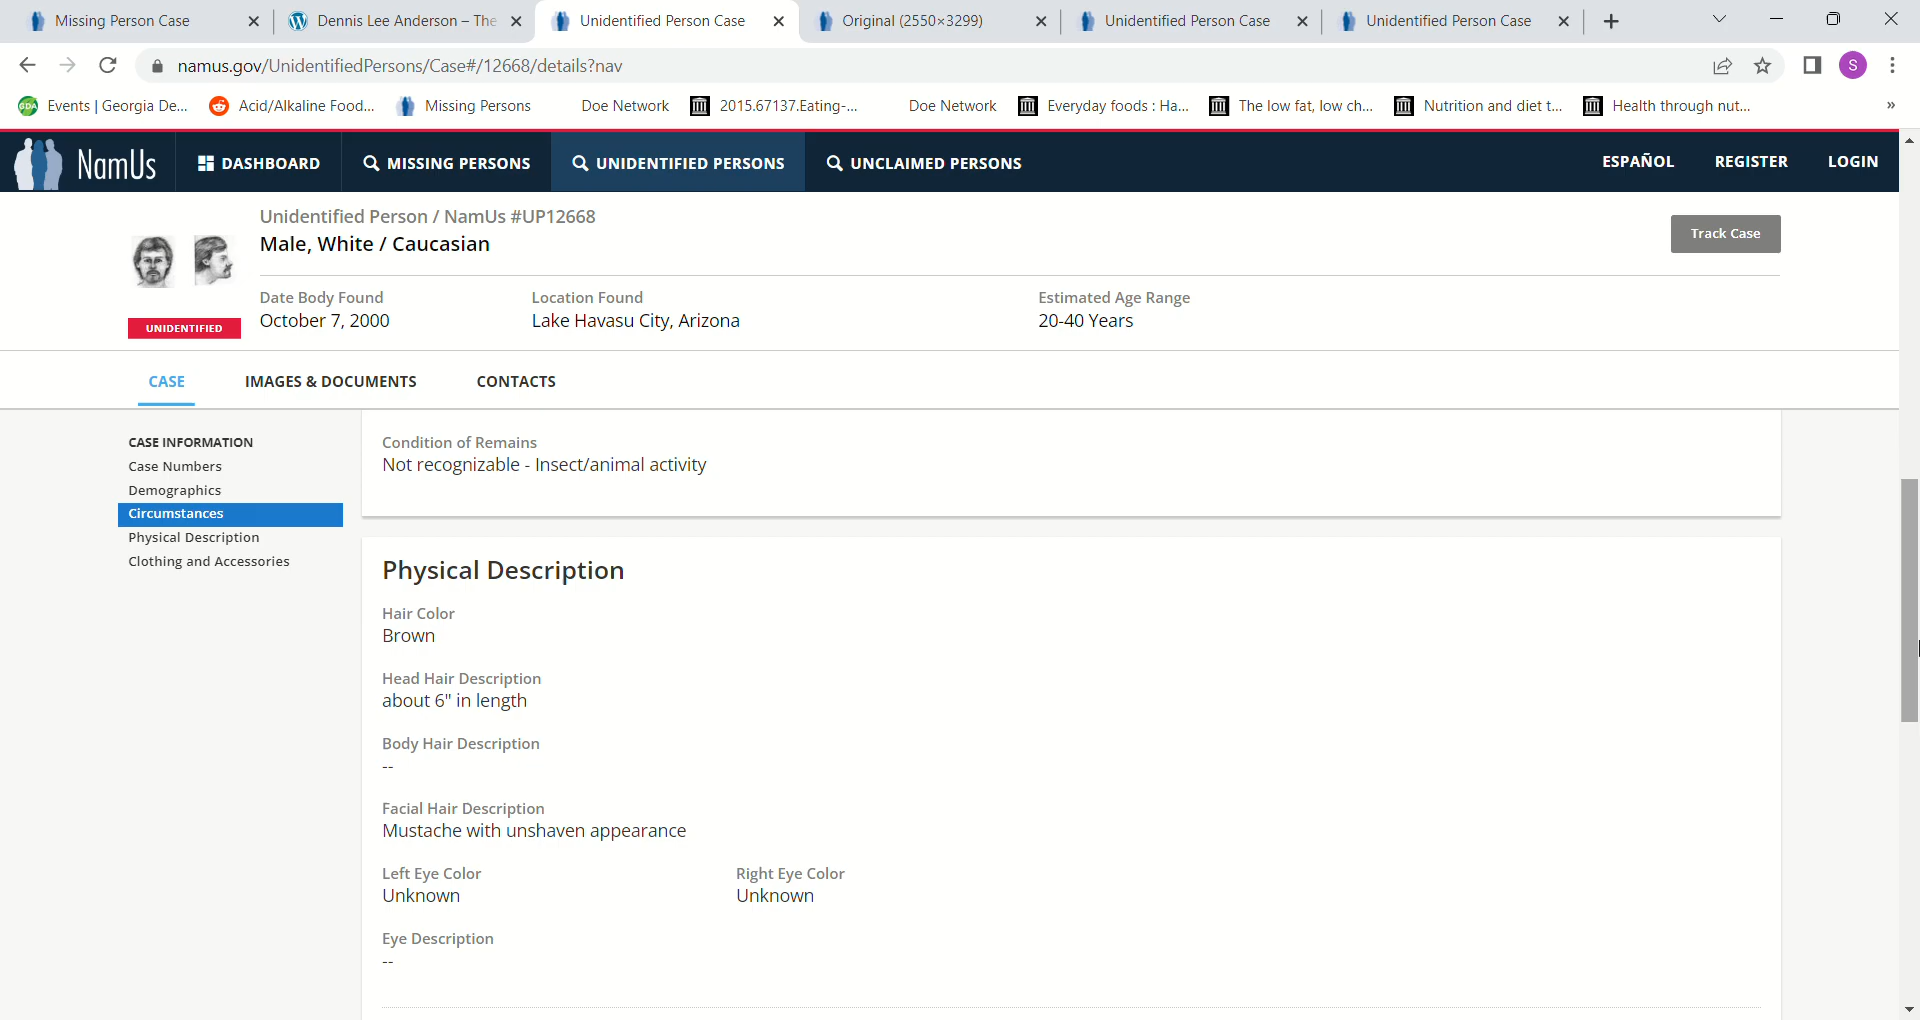 Missing Person Case
Dennis Lee Anderson – The
Unidentified Person Case
Original (2550×3299)
Unidentified Person Case
Unidentified Person Case
namus.gov/UnidentifiedPersons/Case#/12668/details?nav
S
GDA Events | Georgia De...
Acid/Alkaline Food...
Missing Persons
Doe Network
2015.67137.Eating-...
Doe Network
Everyday foods : Ha...
The low fat, low ch...
Nutrition and diet t...
Health through nut...
»
NamUs
DASHBOARD
MISSING PERSONS
UNIDENTIFIED PERSONS
UNCLAIMED PERSONS
ESPAÑOL
REGISTER
LOGIN
Unidentified Person / NamUs #UP12668
Male, White / Caucasian
Track Case
UNIDENTIFIED
Date Body Found
October 7, 2000
Location Found
Lake Havasu City, Arizona
Estimated Age Range
20-40 Years
CASE
IMAGES & DOCUMENTS
CONTACTS
CASE INFORMATION
Case Numbers
Demographics
Circumstances
Physical Description
Clothing and Accessories
Condition of Remains
Not recognizable - Insect/animal activity
Physical Description
Hair Color
Brown
Head Hair Description
about 6" in length
Body Hair Description
--
Facial Hair Description
Mustache with unshaven appearance
Left Eye Color
Unknown
Right Eye Color
Unknown
Eye Description
--